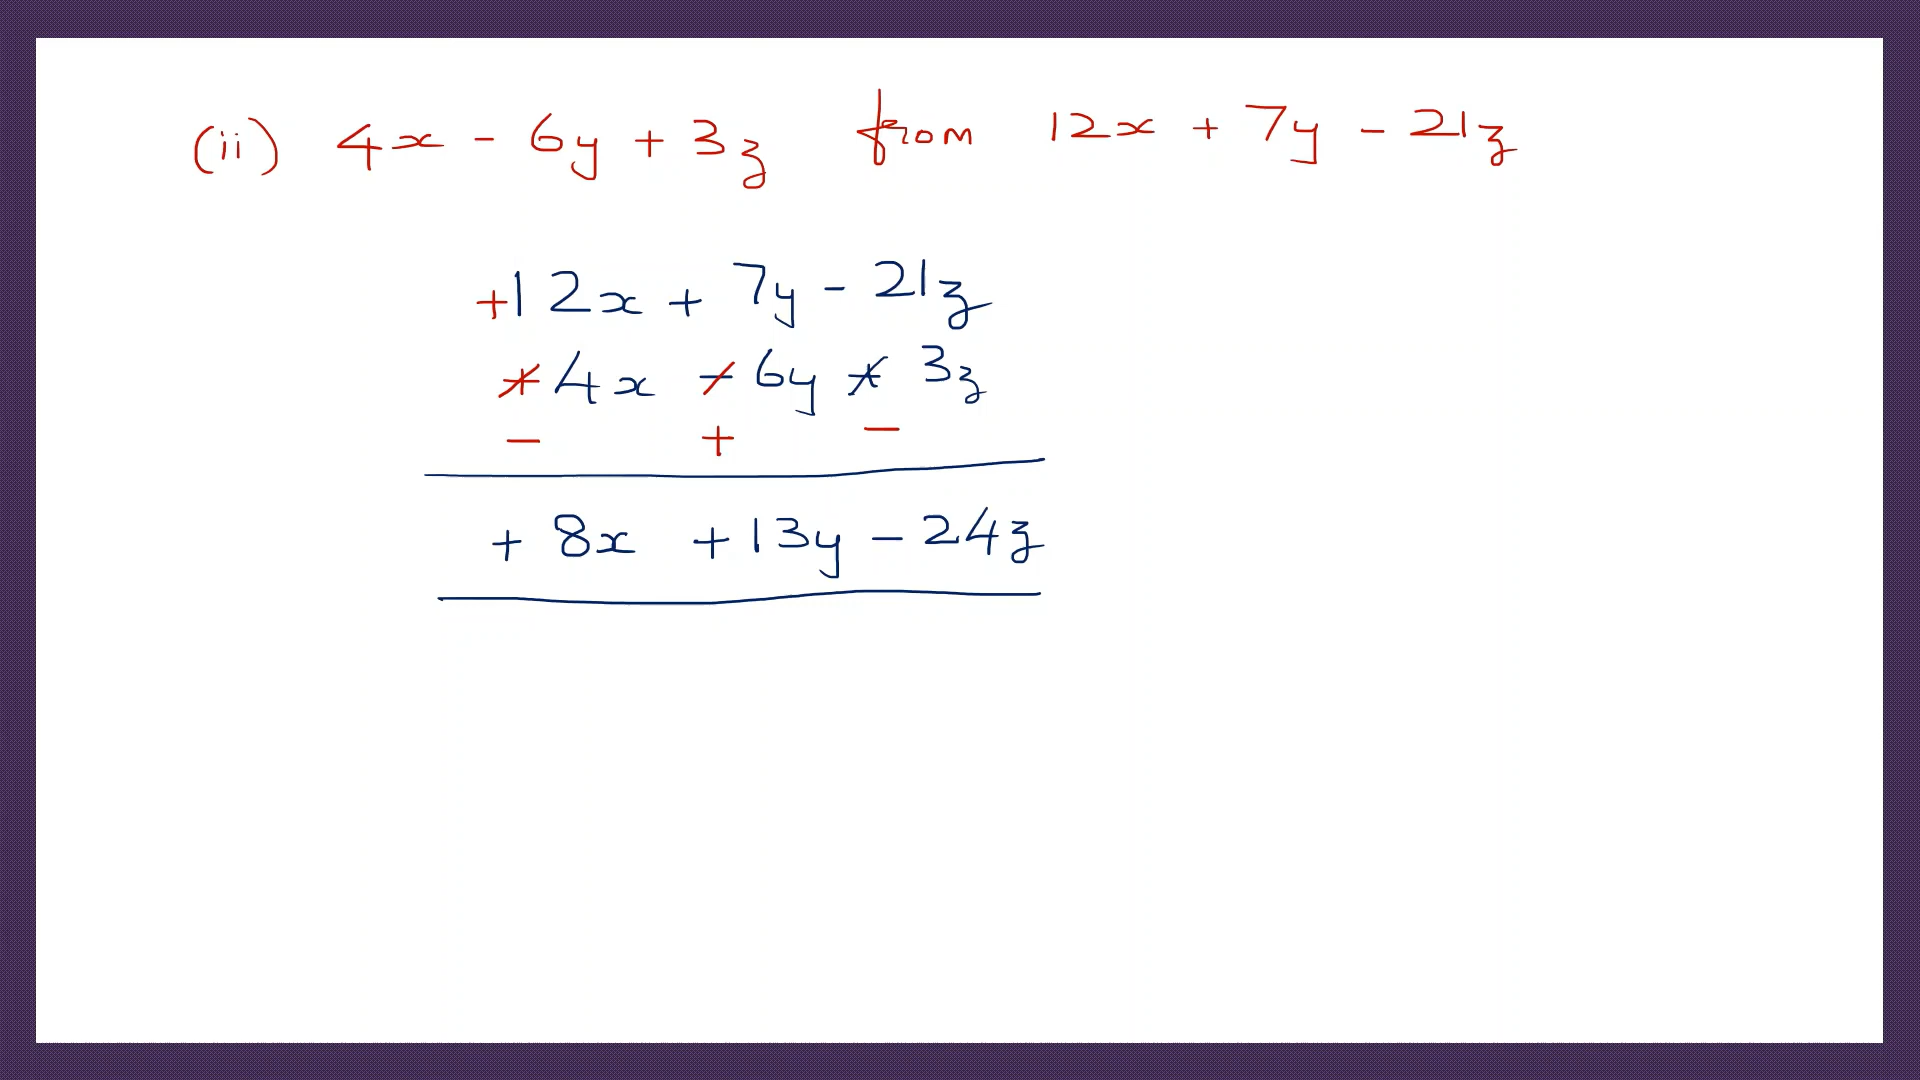 (ii) 4x - 6y + 3z from 12x + 7y - 21z
+12x + 7y - 21z
+4x - 6y + 3z
- + -
+ 8x + 13y - 24z